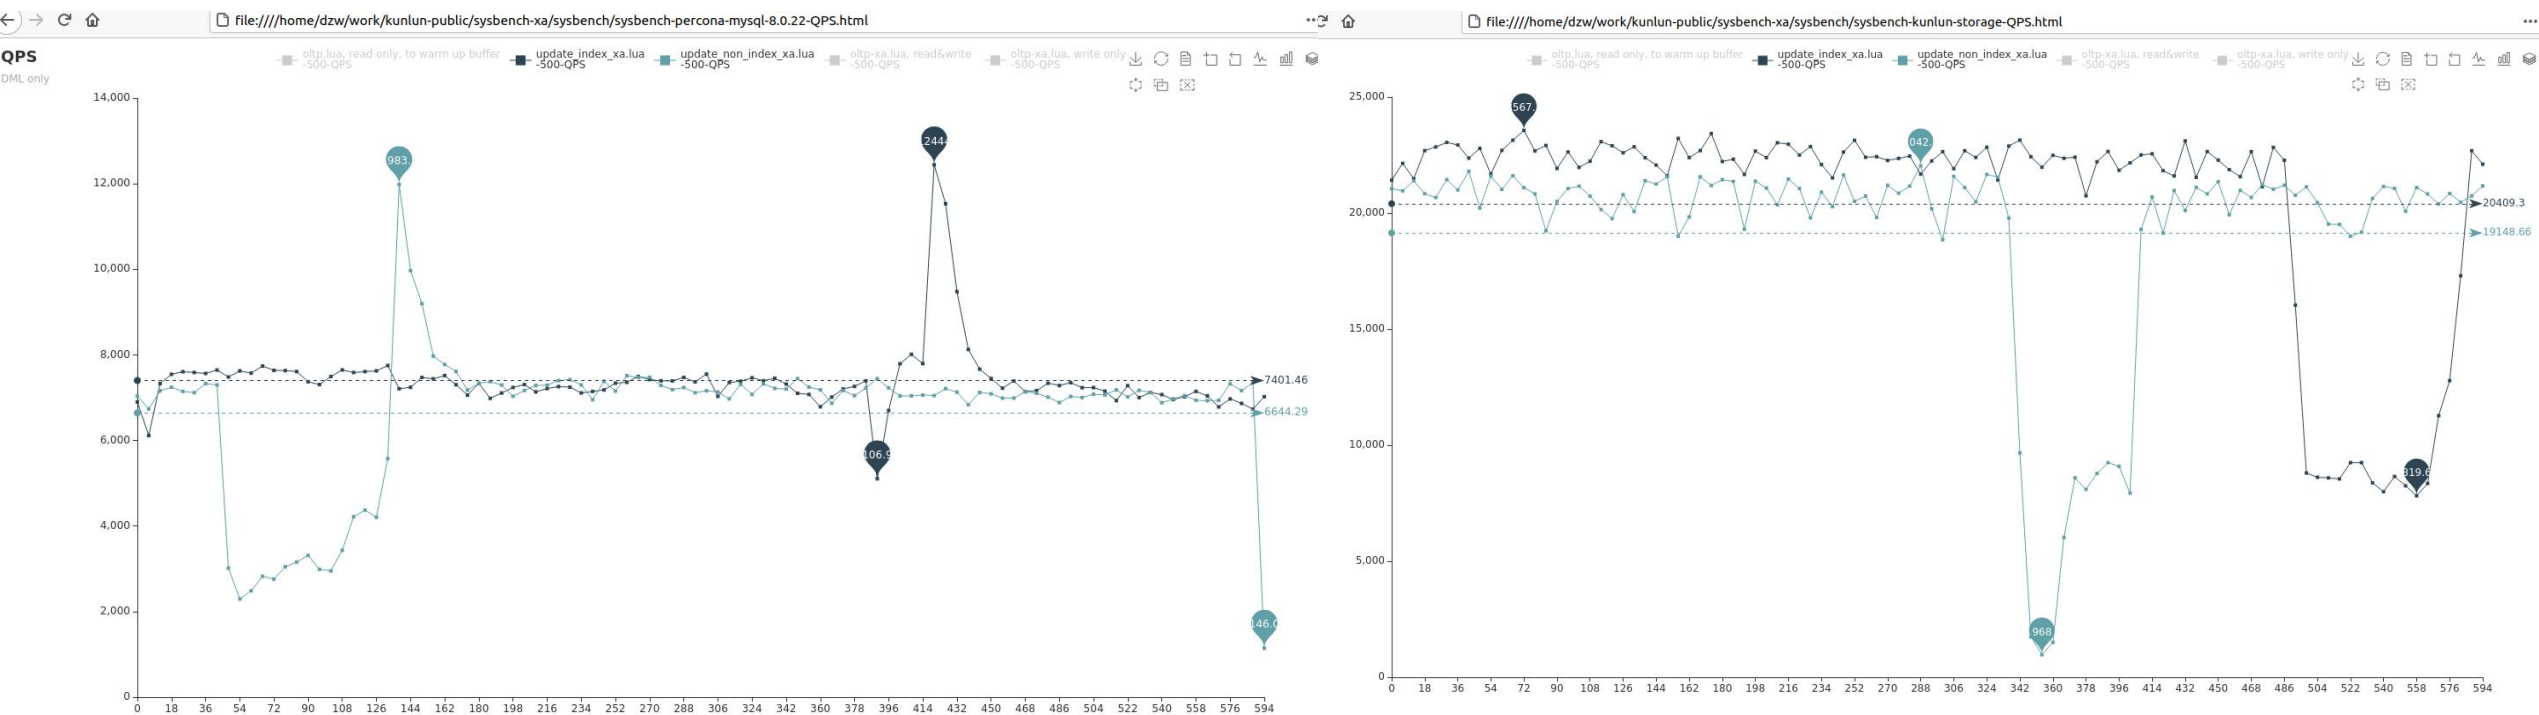 file:////home/dzw/work/kunlun-public/sysbench-xa/sysbench/sysbench-percona-mysql-8.0.22-QPS.html
QPS
DML only
oltp.lua, read only, to warm up buffer
-500-QPS
update_index_xa.lua
-500-QPS
update_non_index_xa.lua
-500-QPS
oltp-xa.lua, read&write
-500-QPS
oltp-xa.lua, write only
-500-QPS
14,000
12,000
10,000
8,000
6,000
4,000
2,000
0
983.
2444
106.9
146.0
7401.46
6644.29
0 18 36 54 72 90 108 126 144 162 180 198 216 234 252 270 288 306 324 342 360 378 396 414 432 450 468 486 504 522 540 558 576 594
file:////home/dzw/work/kunlun-public/sysbench-xa/sysbench/sysbench-kunlun-storage-QPS.html
oltp.lua, read only, to warm up buffer
-500-QPS
update_index_xa.lua
-500-QPS
update_non_index_xa.lua
-500-QPS
oltp-xa.lua, read&write
-500-QPS
oltp-xa.lua, write only
-500-QPS
25,000
20,000
15,000
10,000
5,000
0
567.
042.
968
819.6
20409.3
19148.66
0 18 36 54 72 90 108 126 144 162 180 198 216 234 252 270 288 306 324 342 360 378 396 414 432 450 468 486 504 522 540 558 576 594